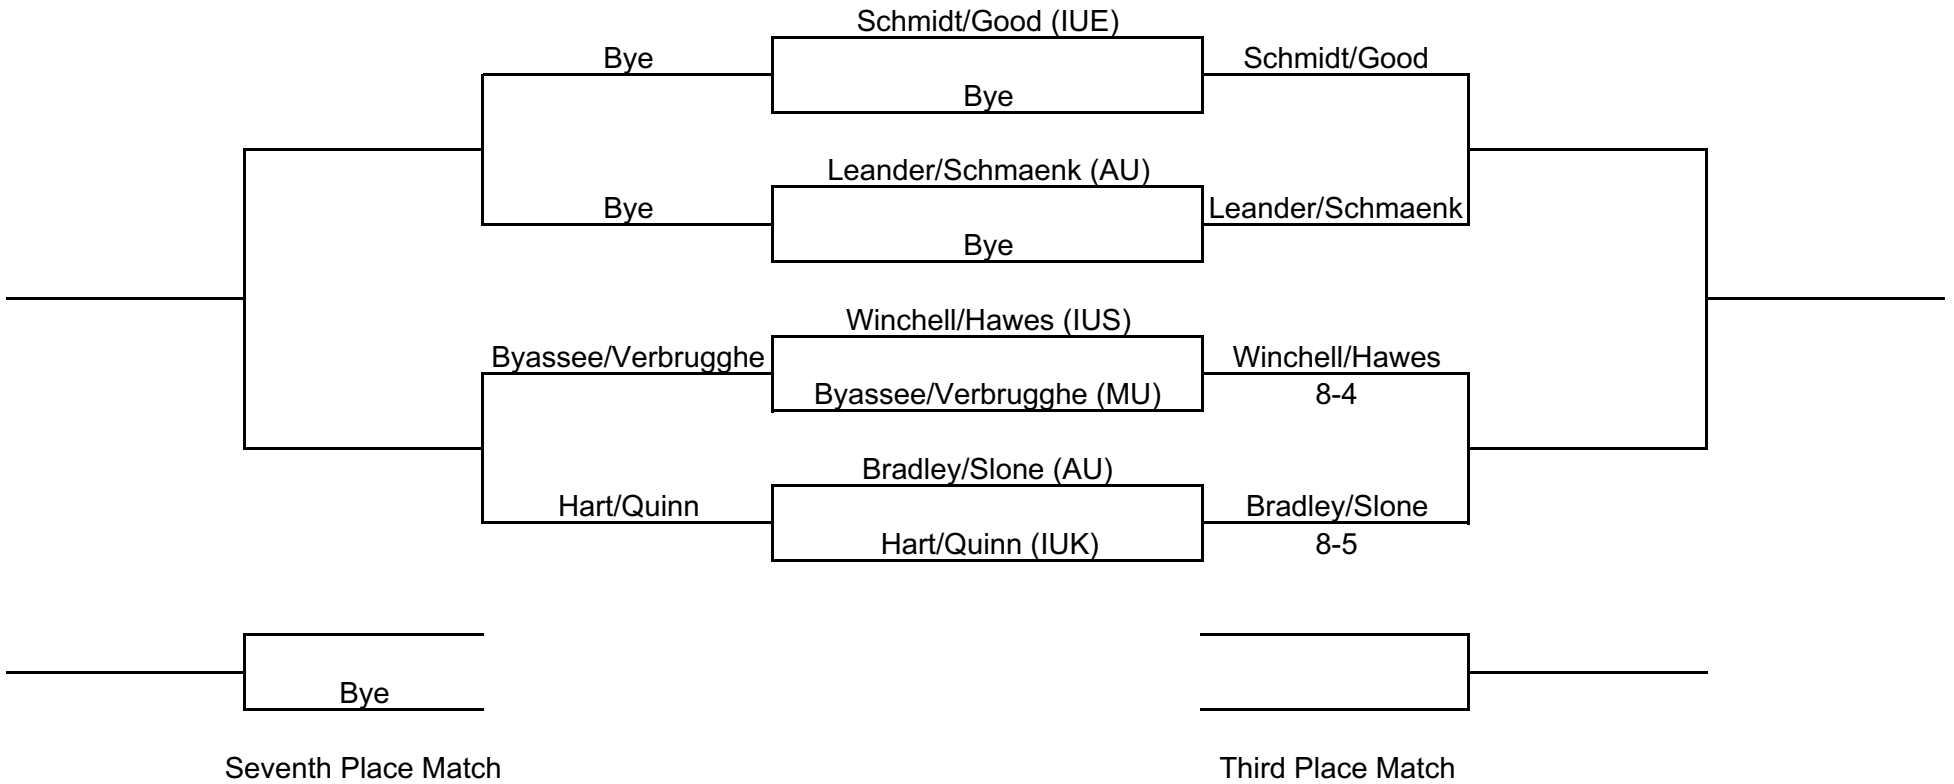 Schmidt/Good (IUE)
Bye
Schmidt/Good
Bye
Leander/Schmaenk (AU)
Bye
Leander/Schmaenk
Bye
Winchell/Hawes (IUS)
Byassee/Verbrugghe
Winchell/Hawes
Byassee/Verbrugghe (MU)
8-4
Bradley/Slone (AU)
Hart/Quinn
Bradley/Slone
Hart/Quinn (IUK)
8-5
Bye
Seventh Place Match
Third Place Match